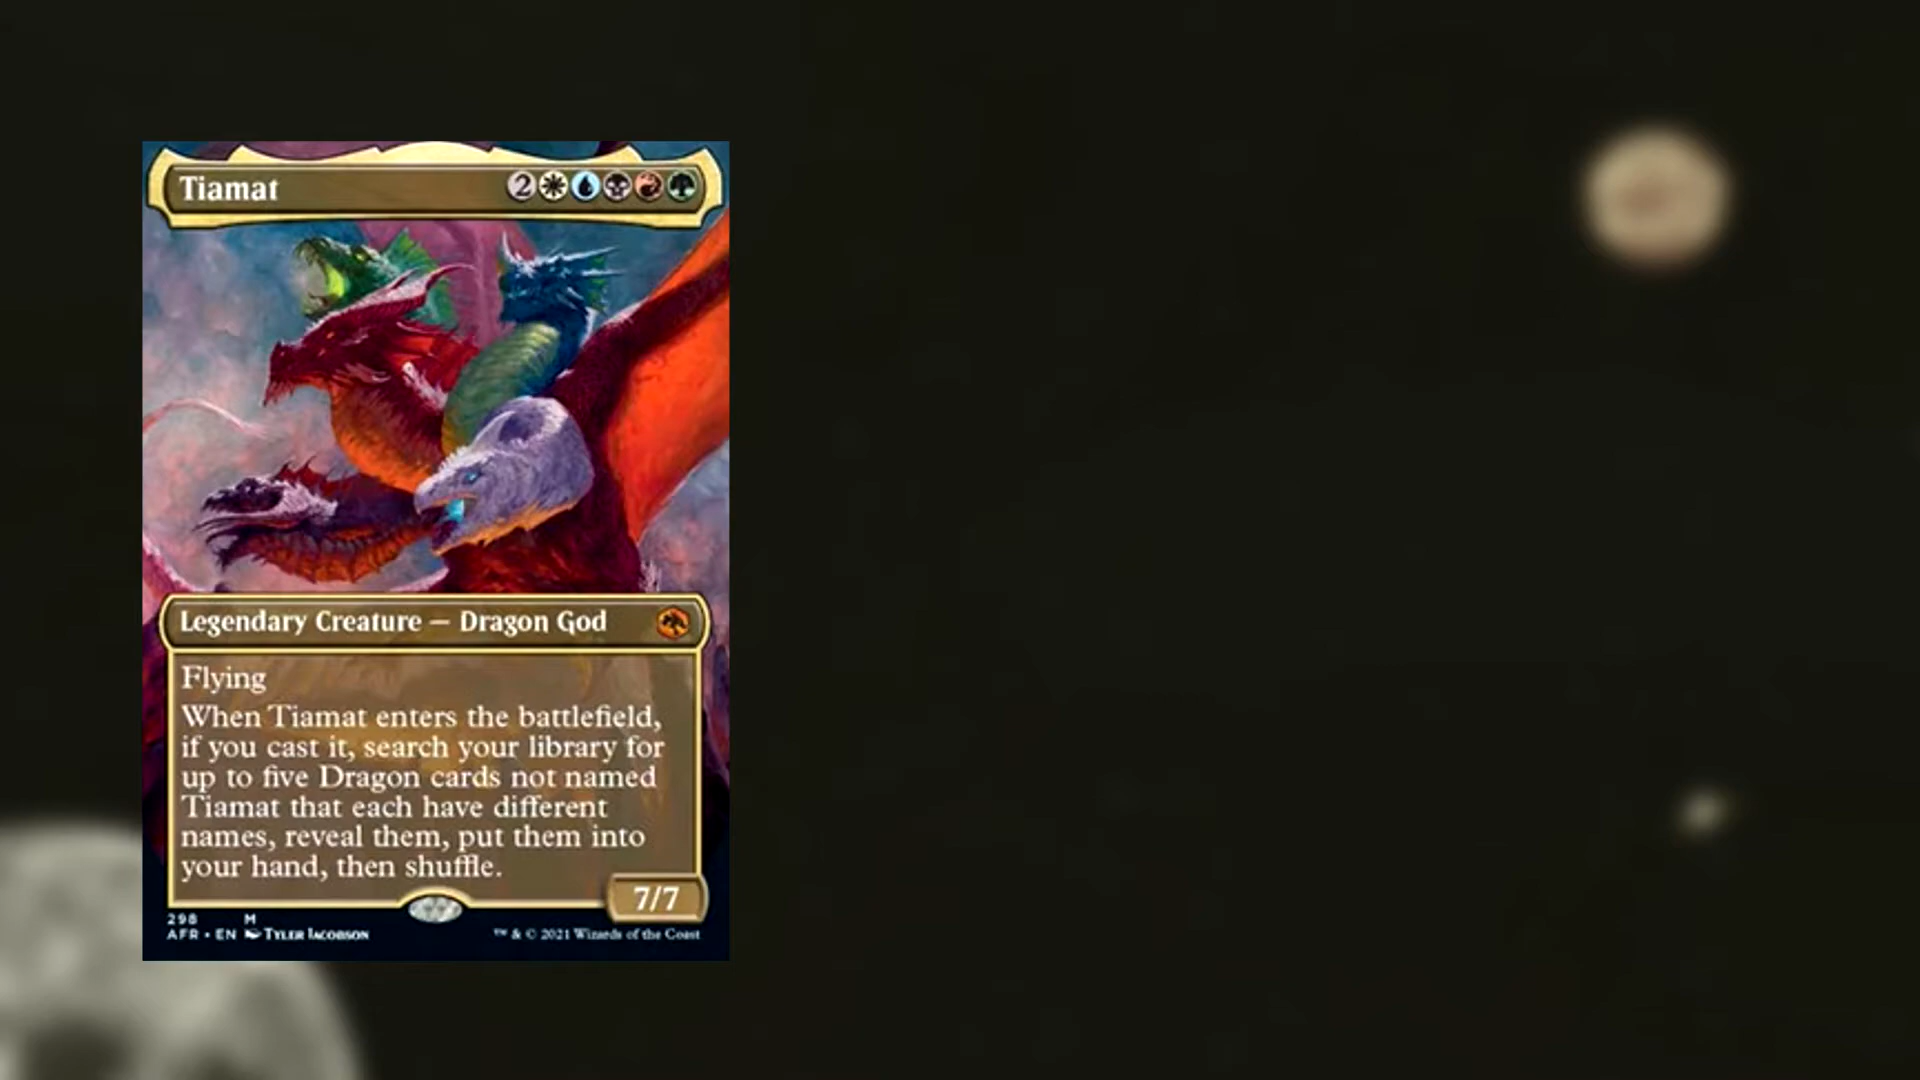 Tiamat 2
Legendary Creature — Dragon God
Flying
When Tiamat enters the battlefield,
if you cast it, search your library for
up to five Dragon cards not named
Tiamat that each have different
names, reveal them, put them into
your hand, then shuffle.
7/7
298 M
AFR • EN TYLER JACOBSON
™ & © 2021 Wizards of the Coast